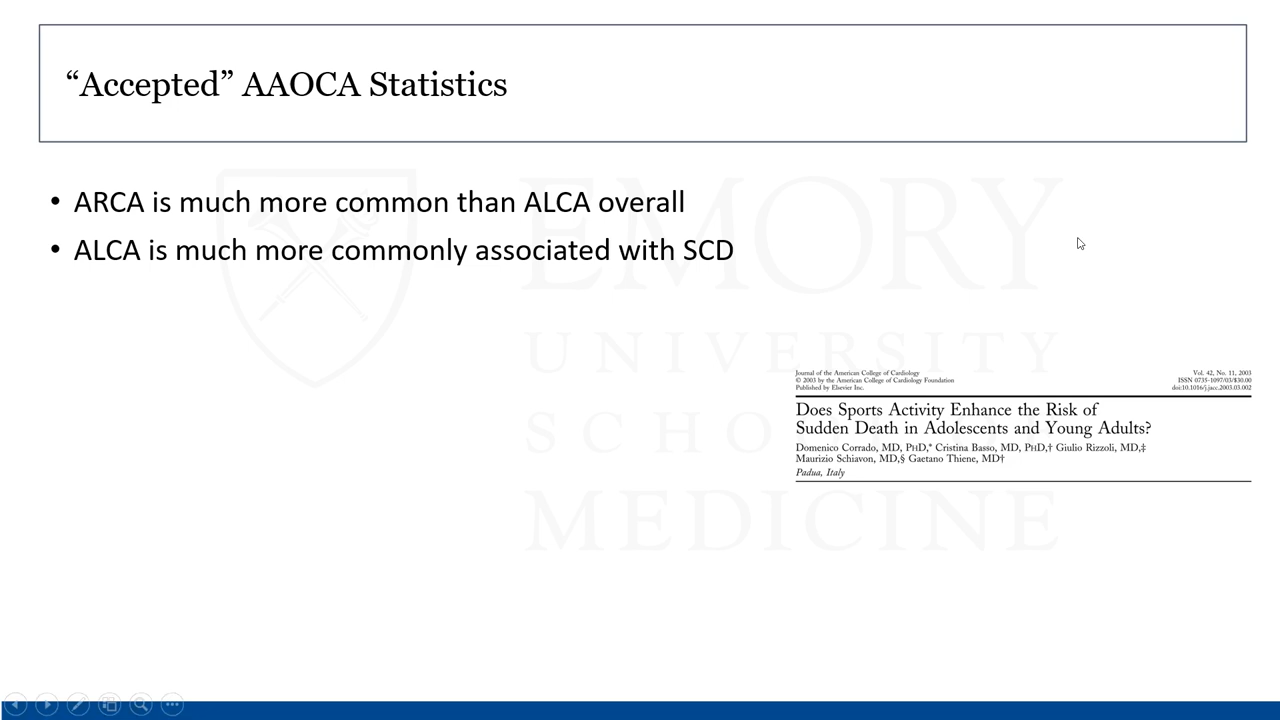 “Accepted” AAOCA Statistics
• ARCA is much more common than ALCA overall
• ALCA is much more commonly associated with SCD
EMORY
UNIVERSITY
SCHO
MEDICINE
Journal of the American College of Cardiology
© 2003 by the American College of Cardiology Foundation
Published by Elsevier Inc.
Vol. 42, No. 11, 2003
ISSN 0735-1097/03/$30.00
doi:10.1016/j.jacc.2003.03.002
Does Sports Activity Enhance the Risk of
Sudden Death in Adolescents and Young Adults?
Domenico Corrado, MD, PHD,* Cristina Basso, MD, PHD,† Giulio Rizzoli, MD,‡
Maurizio Schiavon, MD,§ Gaetano Thiene, MD†
Padua, Italy